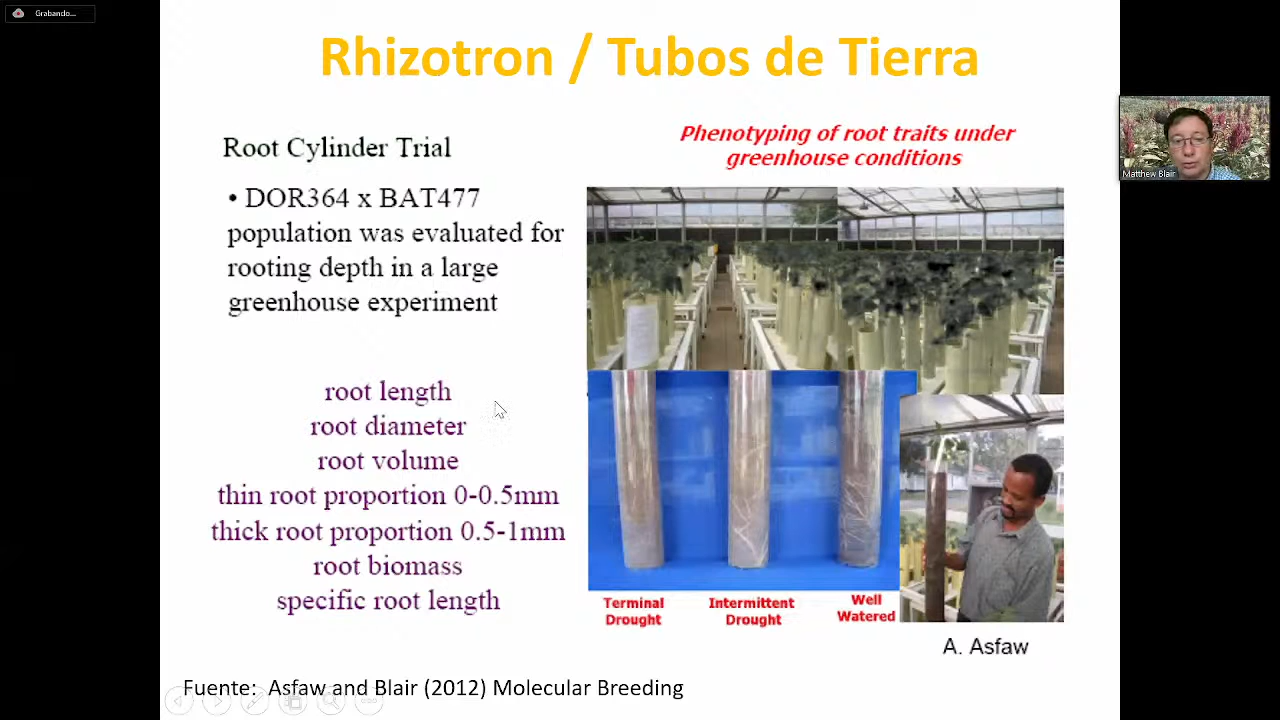 Grabando...
Rhizotron / Tubos de Tierra
Root Cylinder Trial
• DOR364 x BAT477
population was evaluated for
rooting depth in a large
greenhouse experiment
root length
root diameter
root volume
thin root proportion 0-0.5mm
thick root proportion 0.5-1mm
root biomass
specific root length
Phenotyping of root traits under
greenhouse conditions
Terminal
Drought
Intermittent
Drought
Well
Watered
A. Asfaw
Fuente:  Asfaw and Blair (2012) Molecular Breeding
Matthew Blair